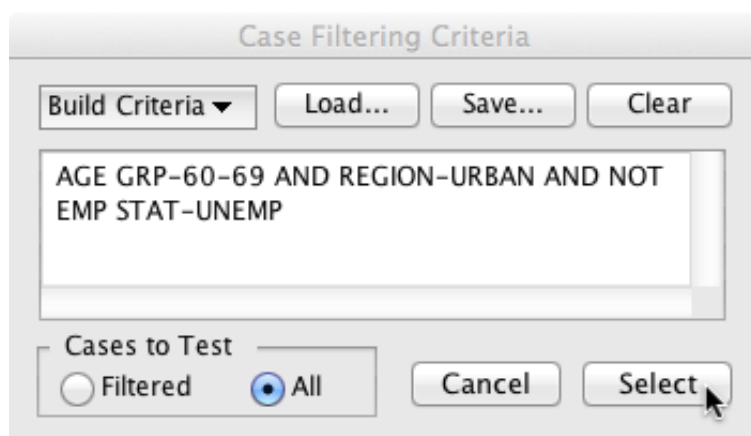 Case Filtering Criteria
Build Criteria Load... Save... Clear
AGE GRP-60-69 AND REGION-URBAN AND NOT
EMP STAT-UNEMP
Cases to Test
Filtered All Cancel Select